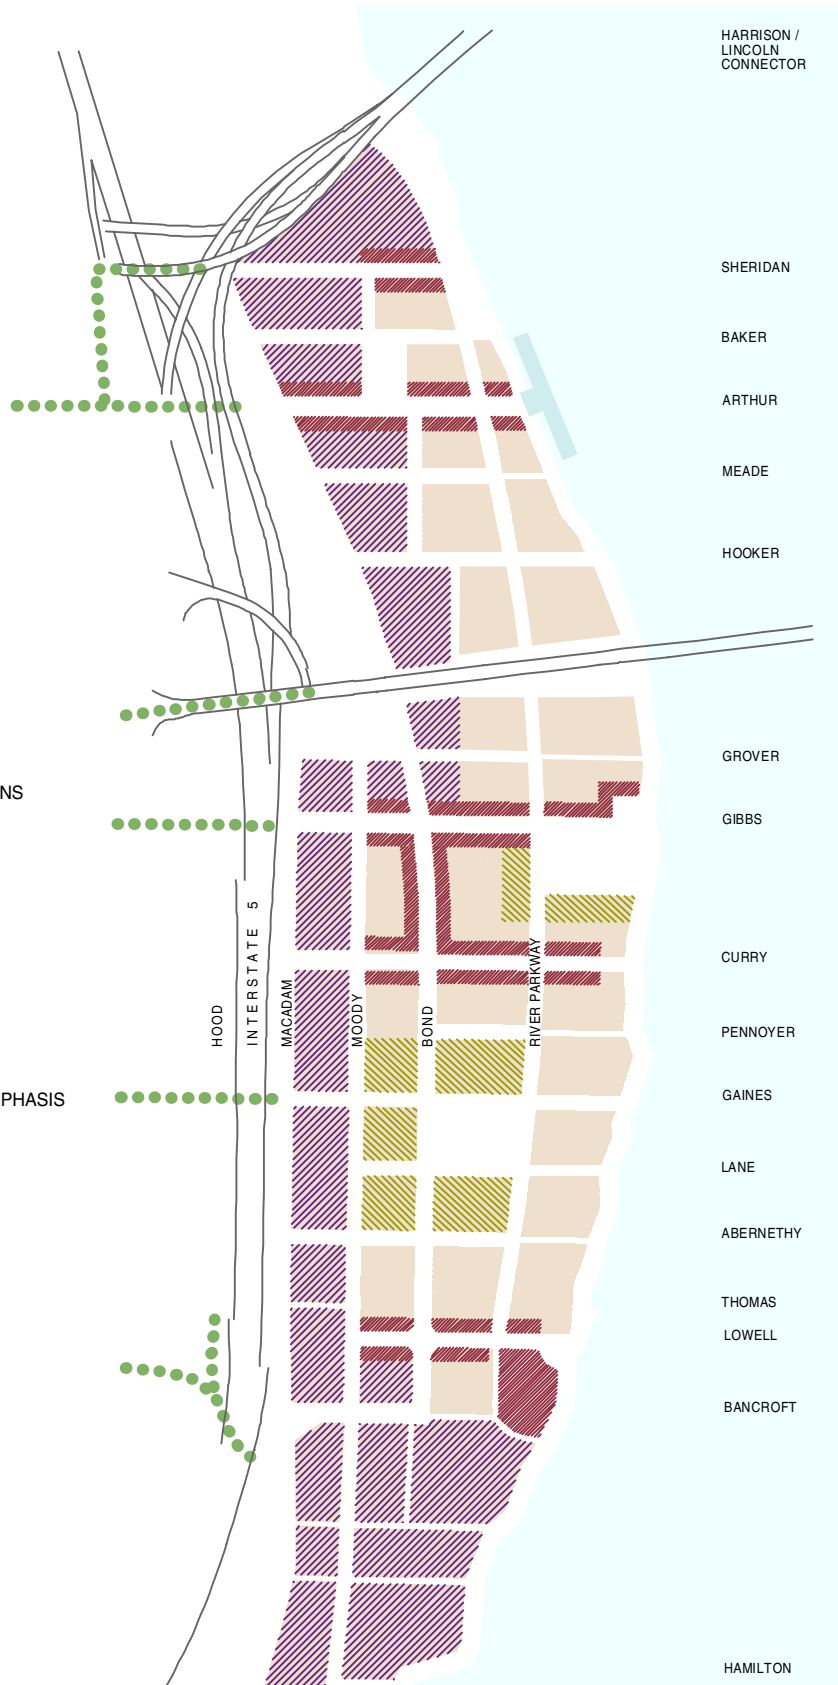 HARRISON /
LINCOLN
CONNECTOR
SHERIDAN
BAKER
ARTHUR
MEADE
HOOKER
GROVER
NS
GIBBS
CURRY
HOOD
INTERSTATE 5
MACADAM
MOODY
BOND
RIVER PARKWAY
PENNOYER
PHASIS
GAINES
LANE
ABERNETHY
THOMAS
LOWELL
BANCROFT
HAMILTON